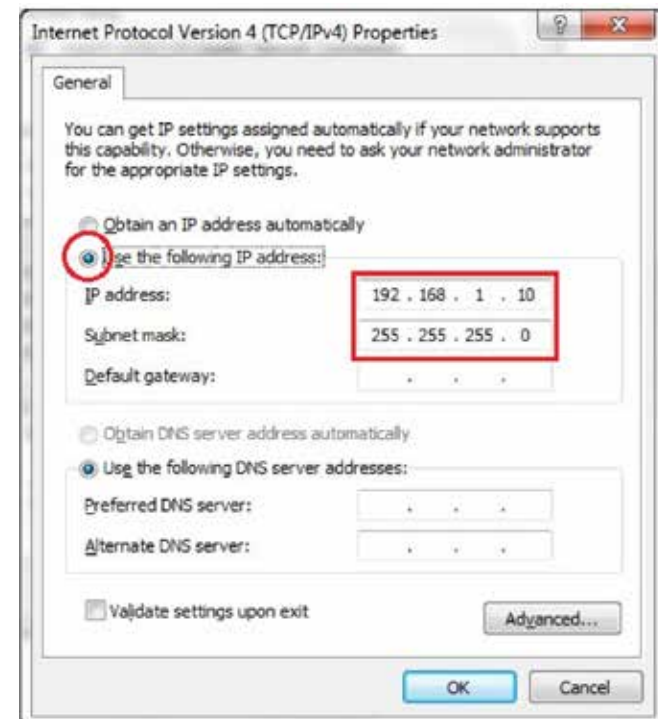 Internet Protocol Version 4 (TCP/IPv4) Properties
General
You can get IP settings assigned automatically if your network supports
this capability. Otherwise, you need to ask your network administrator
for the appropriate IP settings.
Obtain an IP address automatically
Use the following IP address:
IP address: 192 . 168 . 1 . 10
Subnet mask: 255 . 255 . 255 . 0
Default gateway: . . .
Obtain DNS server address automatically
Use the following DNS server addresses:
Preferred DNS server: . . .
Alternate DNS server: . . .
Validate settings upon exit
Advanced...
OK Cancel